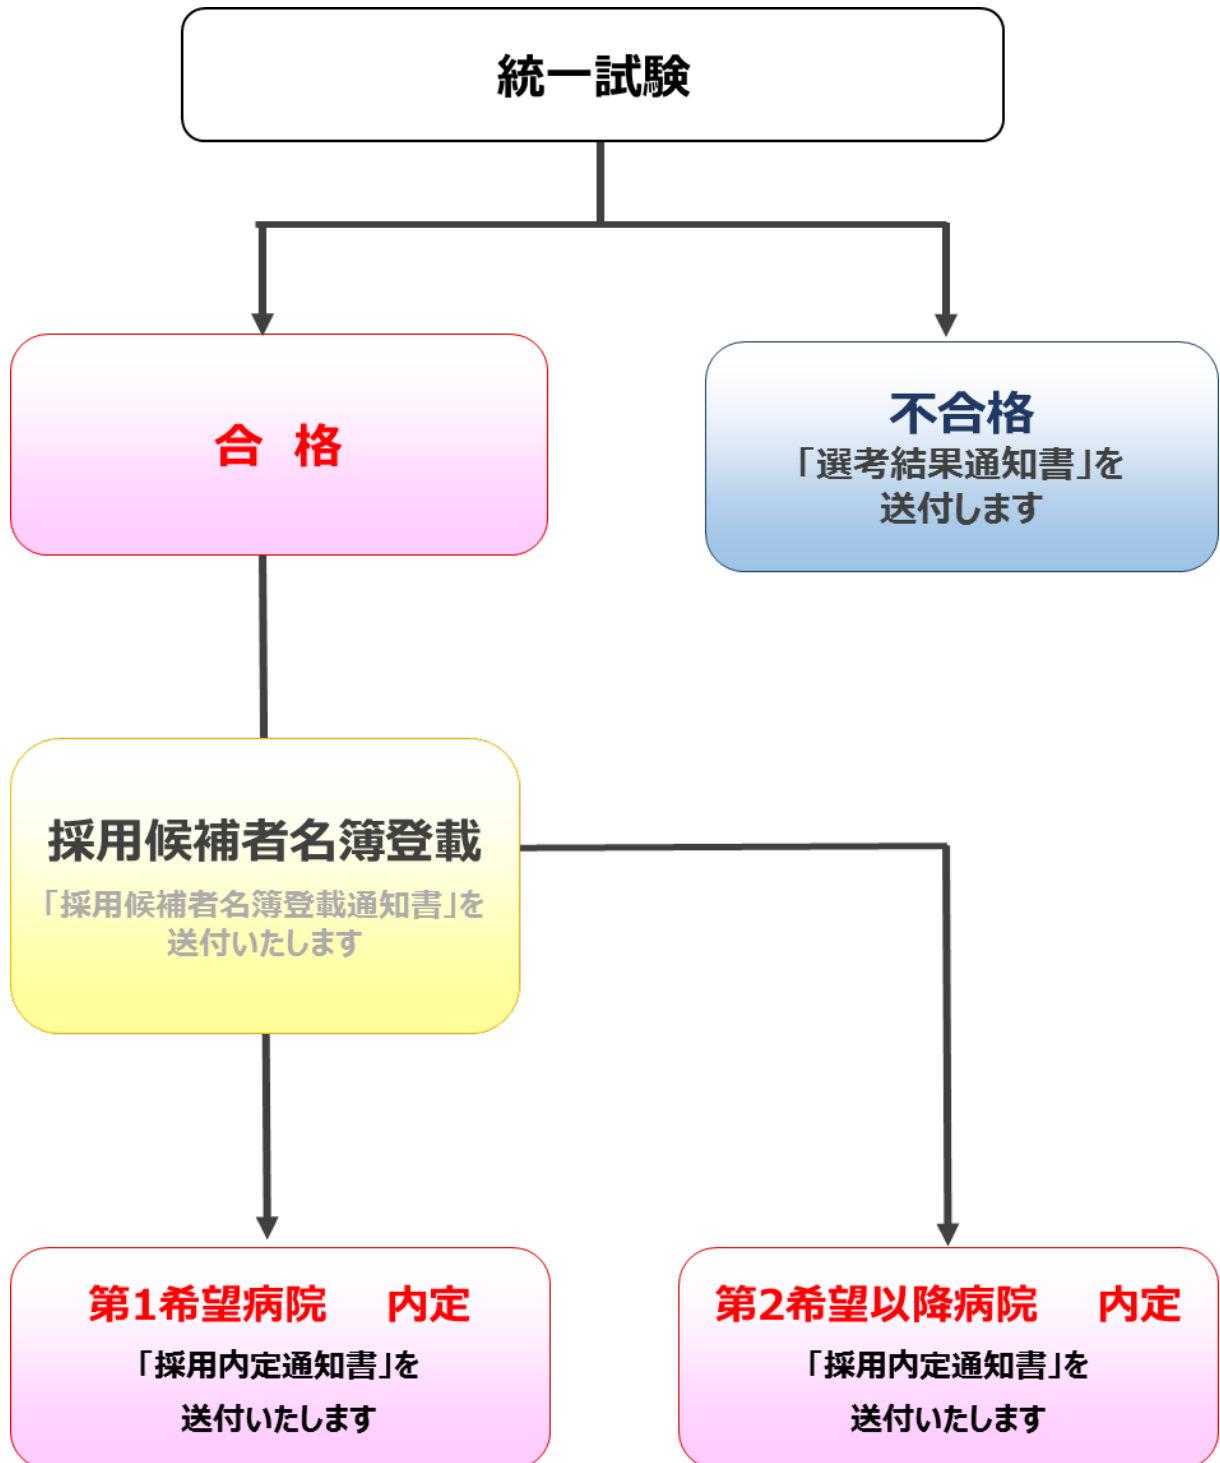 統一試験
合 格
不合格
「選考結果通知書」を
送付します
採用候補者名簿登載
「採用候補者名簿登載通知書」を
送付いたします
第1希望病院 内定
「採用内定通知書」を
送付いたします
第2希望以降病院 内定
「採用内定通知書」を
送付いたします